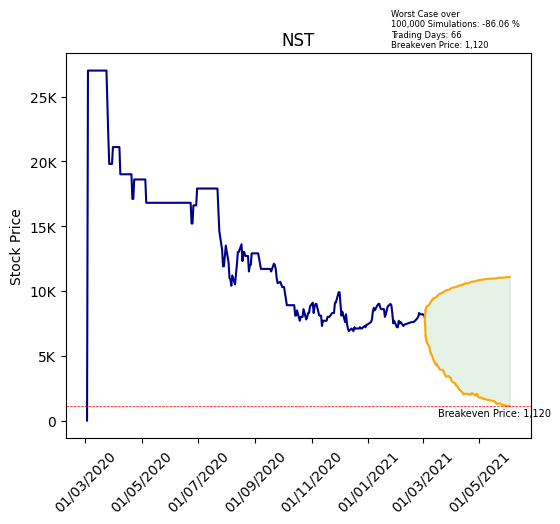 Worst Case over
100,000 Simulations: -86.06 %
Trading Days: 66
Breakeven Price: 1,120
NST
Stock Price
25K
20K
15K
10K
5K
0
Breakeven Price: 1,120
01/03/2020
01/05/2020
01/07/2020
01/09/2020
01/11/2020
01/01/2021
01/03/2021
01/05/2021